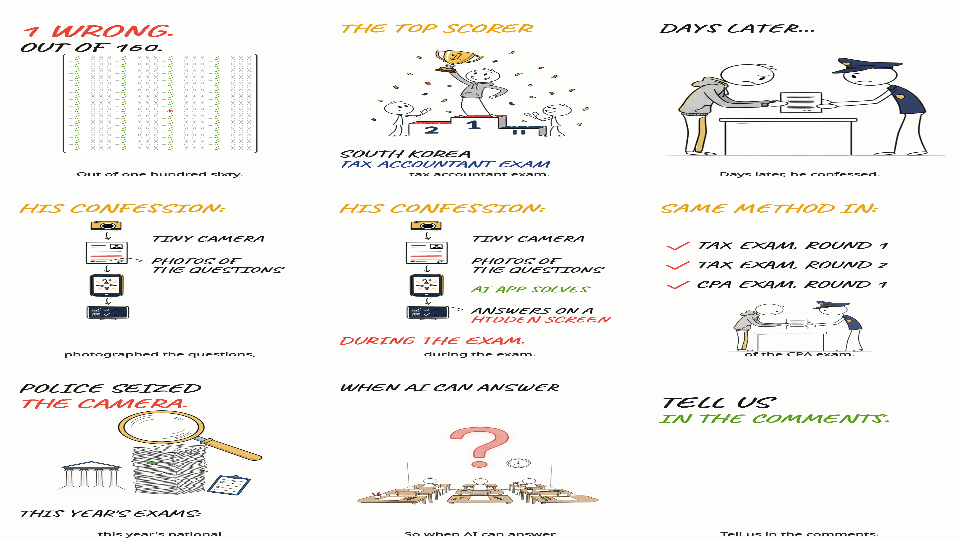 1 WRONG.
OUT OF 160.
Out of one hundred sixty.
THE TOP SCORER
1
2
SOUTH KOREA
TAX ACCOUNTANT EXAM
tax accountant exam.
DAYS LATER...
Days later, he confessed.
HIS CONFESSION:
TINY CAMERA
PHOTOS OF
THE QUESTIONS
photographed the questions,
HIS CONFESSION:
TINY CAMERA
PHOTOS OF
THE QUESTIONS
AI APP SOLVES
ANSWERS ON A
HIDDEN SCREEN
DURING THE EXAM.
during the exam.
SAME METHOD IN:
TAX EXAM, ROUND 1
TAX EXAM, ROUND 2
CPA EXAM, ROUND 1
of the CPA exam.
POLICE SEIZED
THE CAMERA.
THIS YEAR'S EXAMS:
this year's national
WHEN AI CAN ANSWER
?
So when AI can answer
TELL US
IN THE COMMENTS.
Tell us in the comments.